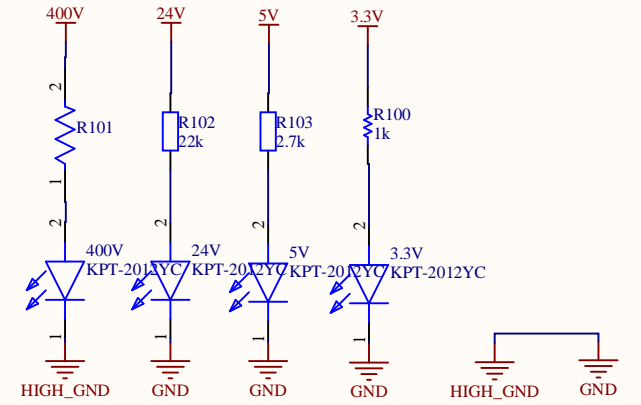 400V
24V
5V
3.3V
2
R101
1
R102
22k
R103
2.7k
R100
1k
2
2
2
2
400V
KPT-2012YC
24V
KPT-2012YC
5V
KPT-2012YC
3.3V
KPT-2012YC
1
1
1
1
HIGH_GND
GND
GND
GND
HIGH_GND
GND